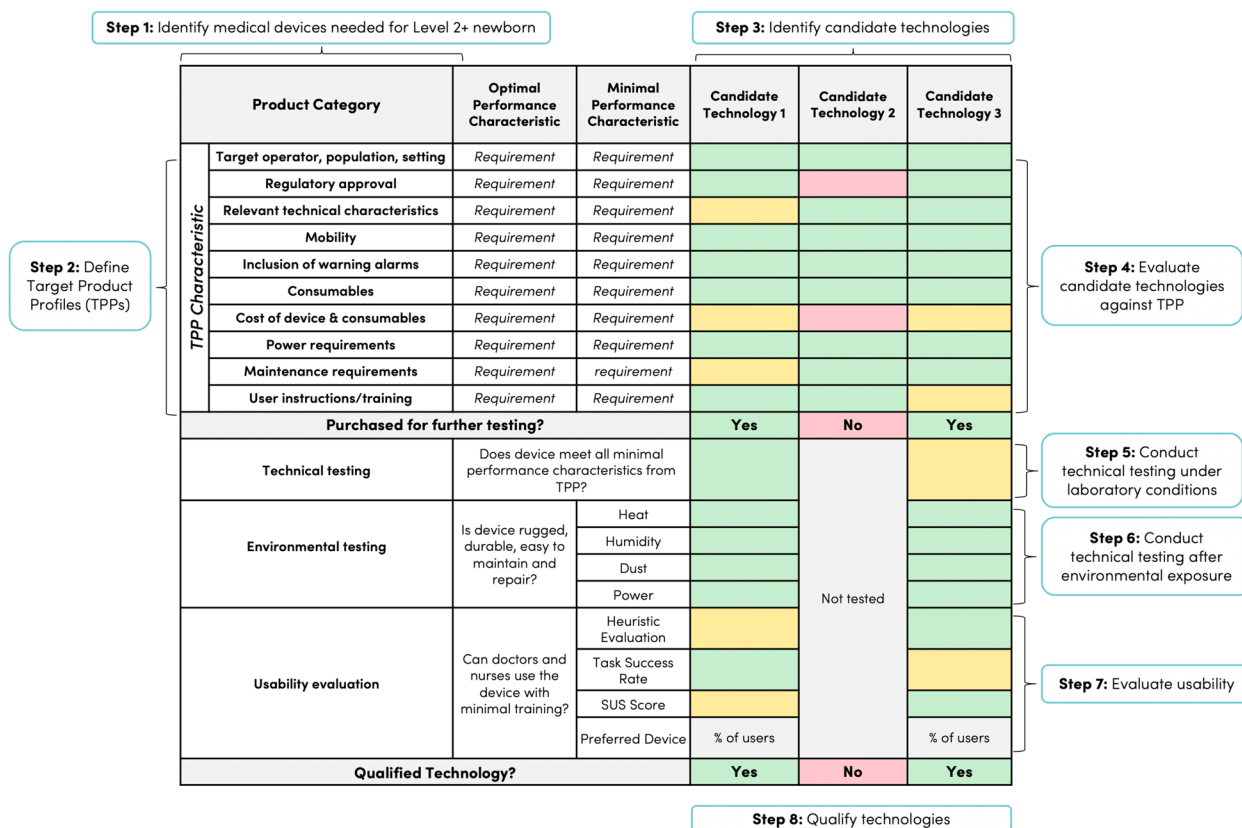 Step 1: Identify medical devices needed for Level 2+ newborn
Step 3: Identify candidate technologies
Product Category
Optimal
Performance
Characteristic
Minimal
Performance
Characteristic
Candidate
Technology 1
Candidate
Technology 2
Candidate
Technology 3
Step 2: Define
Target Product
Profiles (TPPs)
TPP Characteristic
Target operator, population, setting
Requirement
Requirement
Regulatory approval
Requirement
Requirement
Relevant technical characteristics
Requirement
Requirement
Mobility
Requirement
Requirement
Inclusion of warning alarms
Requirement
Requirement
Consumables
Requirement
Requirement
Cost of device & consumables
Requirement
Requirement
Power requirements
Requirement
Requirement
Maintenance requirements
Requirement
requirement
User instructions/training
Requirement
Requirement
Step 4: Evaluate
candidate technologies
against TPP
Purchased for further testing?
Yes
No
Yes
Technical testing
Does device meet all minimal
performance characteristics from
TPP?
Step 5: Conduct
technical testing under
laboratory conditions
Environmental testing
Is device rugged,
durable, easy to
maintain and
repair?
Heat
Humidity
Dust
Power
Not tested
Step 6: Conduct
technical testing after
environmental exposure
Usability evaluation
Can doctors and
nurses use the
device with
minimal training?
Heuristic
Evaluation
Task Success
Rate
SUS Score
Preferred Device
% of users
% of users
Step 7: Evaluate usability
Qualified Technology?
Yes
No
Yes
Step 8: Qualify technologies